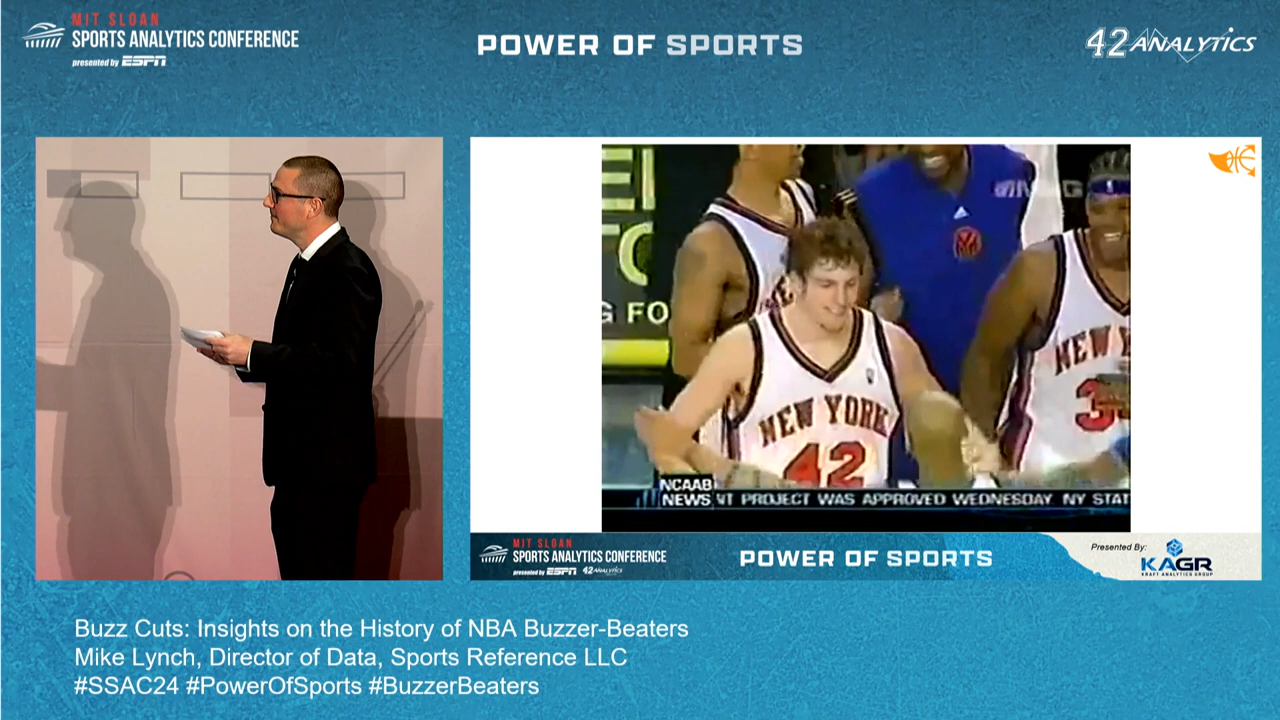 MIT SLOAN
SPORTS ANALYTICS CONFERENCE
presented by ESPN
POWER OF SPORTS
42 ANALYTICS
G FO
NEW YORK
42
NEW Y
3
NCAAB
NEWS
NT PROJECT WAS APPROVED WEDNESDAY NY STAT
MIT SLOAN
SPORTS ANALYTICS CONFERENCE
presented by ESPN 42 ANALYTICS
POWER OF SPORTS
Presented By:
KAGR
KRAFT ANALYTICS GROUP
Buzz Cuts: Insights on the History of NBA Buzzer-Beaters
Mike Lynch, Director of Data, Sports Reference LLC
#SSAC24 #PowerOfSports #BuzzerBeaters